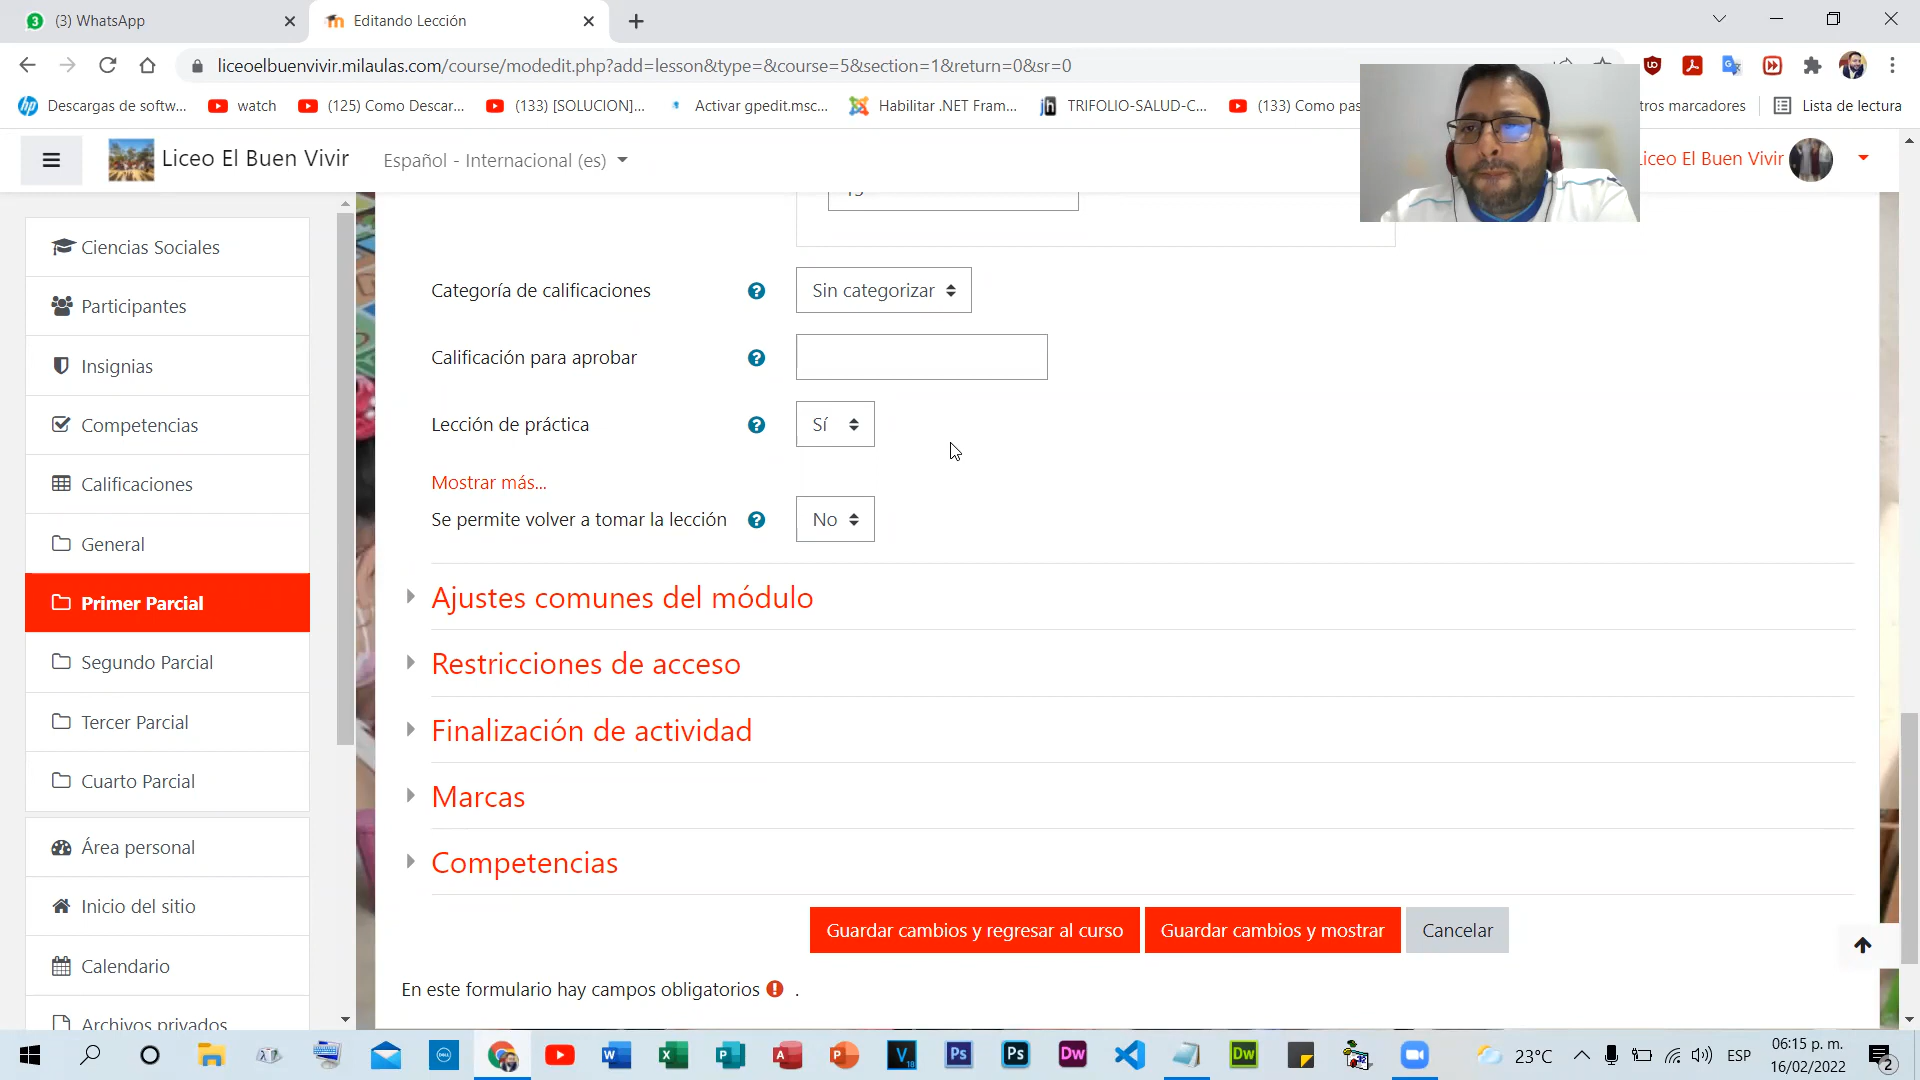 (3) WhatsApp
Editando Lección
liceoelbuenvivir.milaulas.com/course/modedit.php?add=lesson&type=&course=5&section=1&return=0&sr=0
Descargas de softw...
watch
(125) Como Descar...
(133) [SOLUCION]...
Activar gpedit.msc...
Habilitar .NET Fram...
TRIFOLIO-SALUD-C...
(133) Como pas
tros marcadores
Lista de lectura
Liceo El Buen Vivir
Español - Internacional (es)
iceo El Buen Vivir
Ciencias Sociales
Participantes
Insignias
Competencias
Calificaciones
General
Primer Parcial
Segundo Parcial
Tercer Parcial
Cuarto Parcial
Área personal
Inicio del sitio
Calendario
Archivos privados
Categoría de calificaciones
Sin categorizar
Calificación para aprobar
Lección de práctica
Sí
Mostrar más...
Se permite volver a tomar la lección
No
Ajustes comunes del módulo
Restricciones de acceso
Finalización de actividad
Marcas
Competencias
Guardar cambios y regresar al curso
Guardar cambios y mostrar
Cancelar
En este formulario hay campos obligatorios .
23°C
ESP
06:15 p. m.
16/02/2022
2